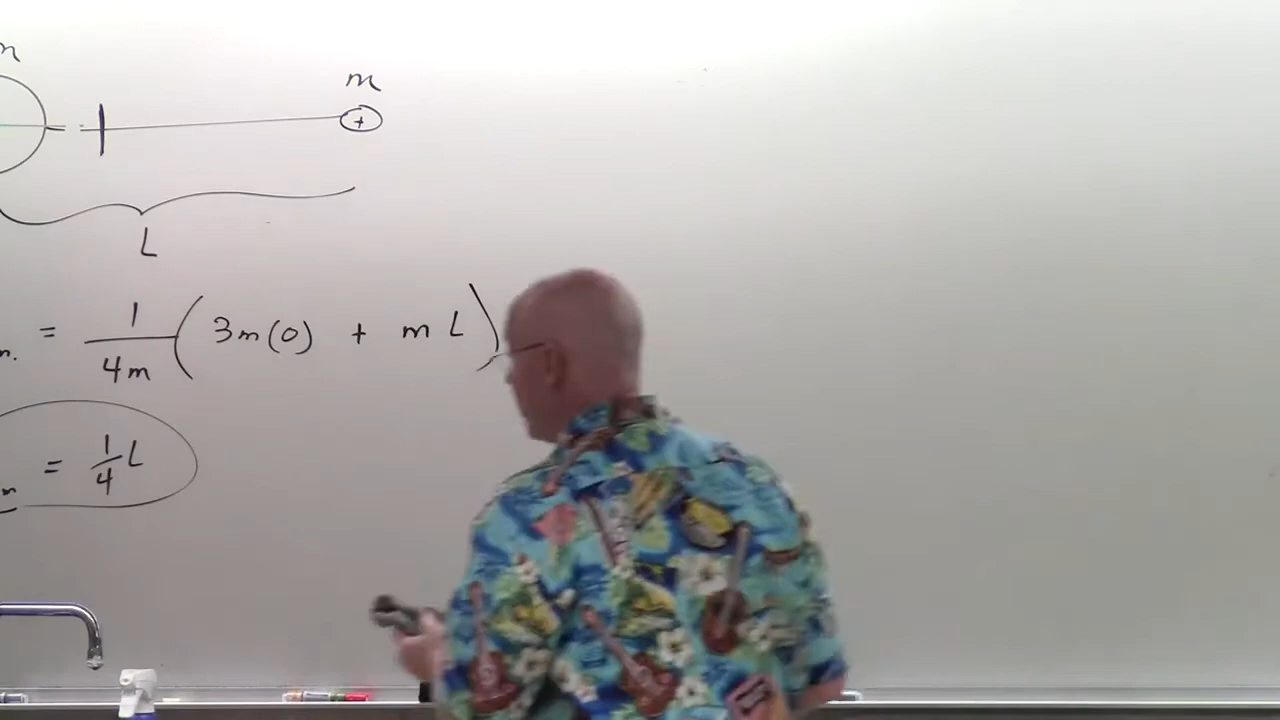 m
+
L
= 1/4m ( 3m(0) + m L )
= 1/4 L